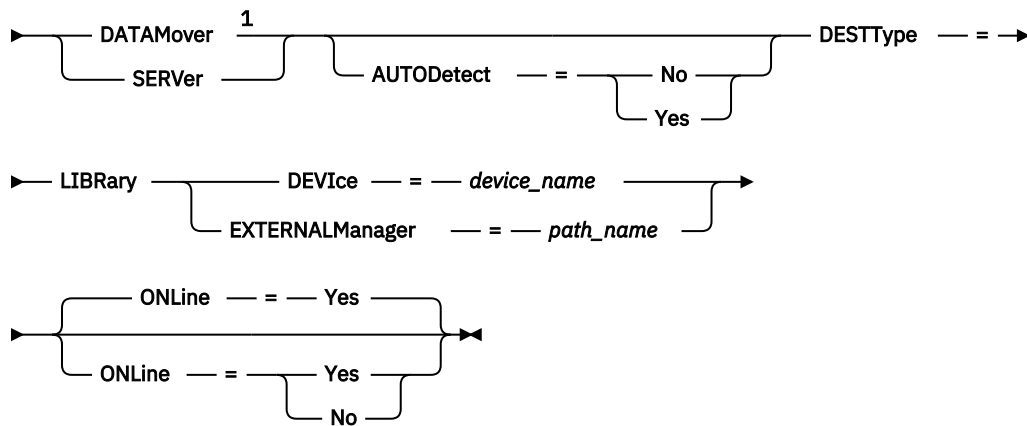 DATAMover 1 DESTType =
SERVer AUTODetect = No
Yes
LIBRary DEVIce = device_name
EXTERNALManager = path_name
ONLine = Yes
ONLine = Yes
No